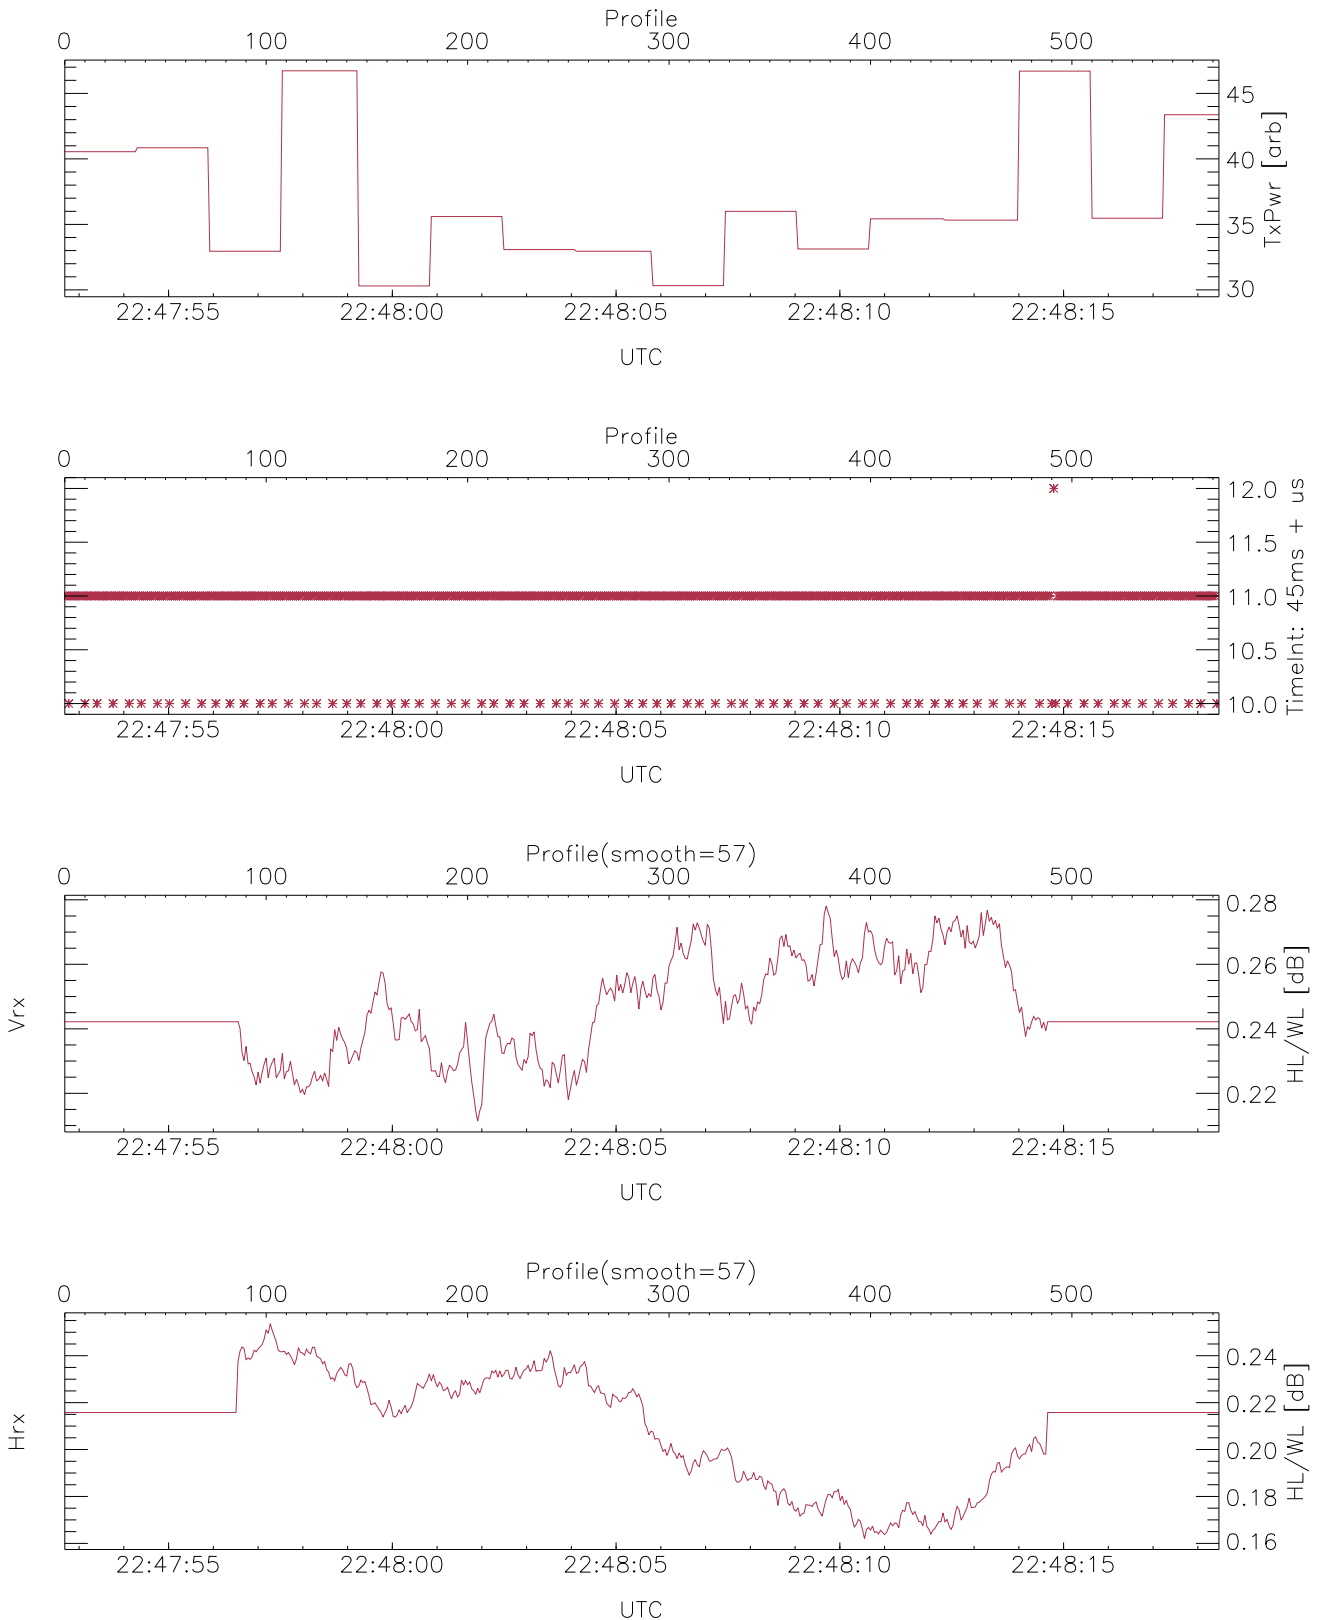 Profile
0 100 200 300 400 500
45
40
35
30
TxPwr [arb]
22:47:55 22:48:00 22:48:05 22:48:10 22:48:15
UTC
Profile
0 100 200 300 400 500
12.0
11.5
11.0
10.5
10.0
TimeInt: 45ms + us
22:47:55 22:48:00 22:48:05 22:48:10 22:48:15
UTC
Profile(smooth=57)
0 100 200 300 400 500
Vrx
0.28
0.26
0.24
0.22
HL/WL [dB]
22:47:55 22:48:00 22:48:05 22:48:10 22:48:15
UTC
Profile(smooth=57)
0 100 200 300 400 500
Hrx
0.24
0.22
0.20
0.18
0.16
HL/WL [dB]
22:47:55 22:48:00 22:48:05 22:48:10 22:48:15
UTC